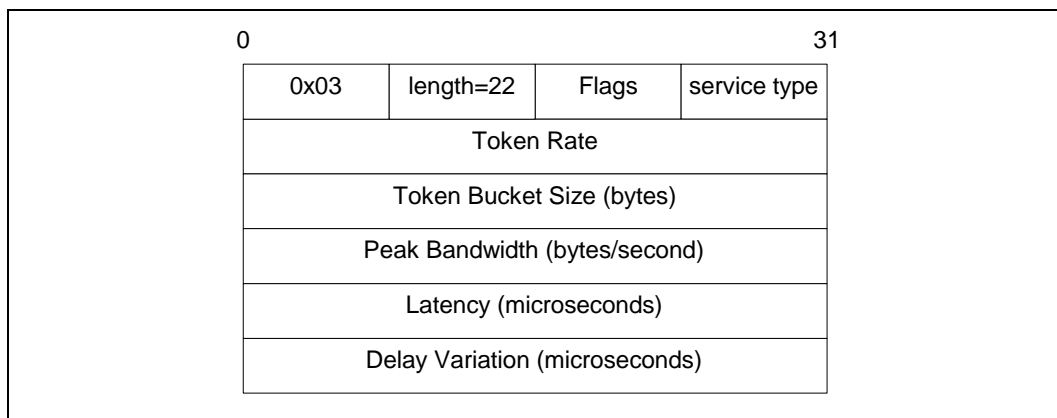 0 31
0x03 length=22 Flags service type
Token Rate
Token Bucket Size (bytes)
Peak Bandwidth (bytes/second)
Latency (microseconds)
Delay Variation (microseconds)